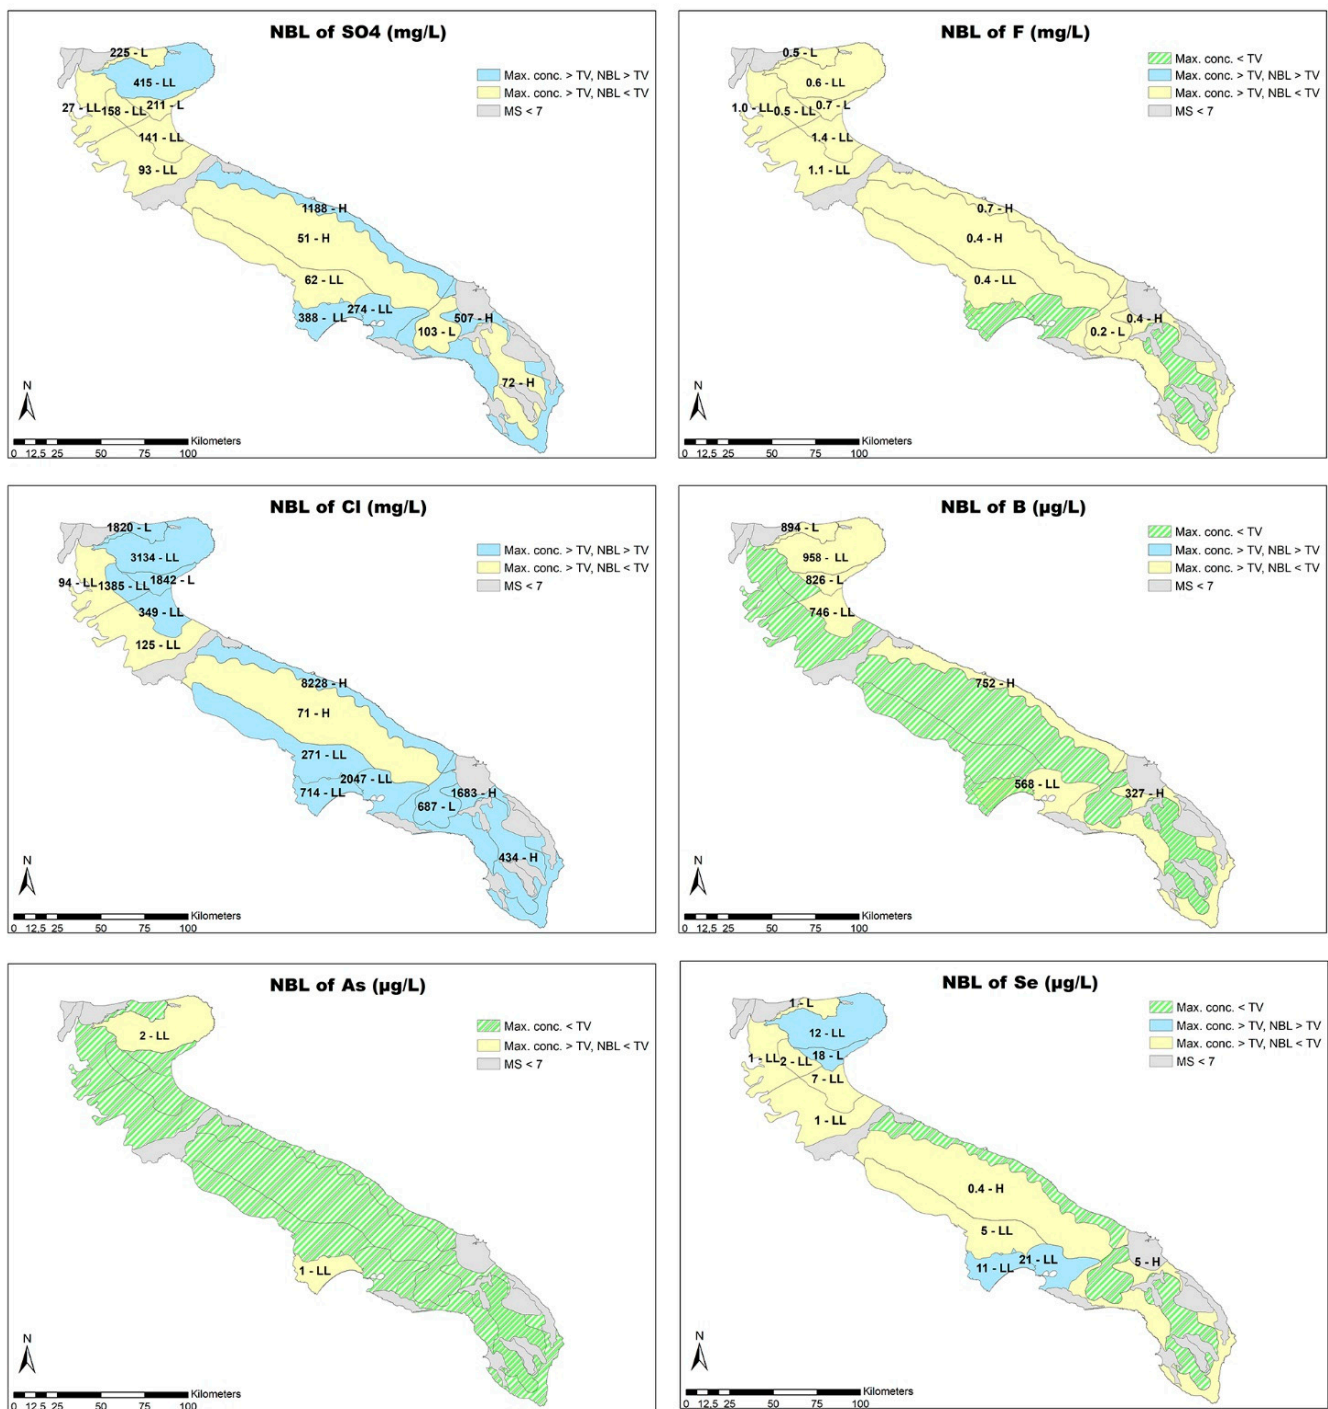 NBL of SO4 (mg/L)
225 - L
415 - LL
27 - LL
158 - LL
211 - L
141 - LL
93 - LL
1188 - H
51 - H
62 - LL
388 - LL
274 - LL
103 - L
507 - H
72 - H
Max. conc. > TV, NBL > TV
Max. conc. > TV, NBL < TV
MS < 7
N
Kilometers
0 12,5 25 50 75 100
NBL of F (mg/L)
0.5 - L
0.6 - LL
1.0 - LL
0.5 - LL
0.7 - L
1.4 - LL
1.1 - LL
0.7 - H
0.4 - H
0.4 - LL
0.2 - L
0.4 - H
Max. conc. < TV
Max. conc. > TV, NBL > TV
Max. conc. > TV, NBL < TV
MS < 7
N
Kilometers
0 12,5 25 50 75 100
NBL of Cl (mg/L)
1820 - L
3134 - LL
94 - LL
1385 - LL
1842 - L
349 - LL
125 - LL
8228 - H
71 - H
271 - LL
2047 - LL
714 - LL
687 - L
1683 - H
434 - H
Max. conc. > TV, NBL > TV
Max. conc. > TV, NBL < TV
MS < 7
N
Kilometers
0 12,5 25 50 75 100
NBL of B (µg/L)
894 - L
958 - LL
826 - L
746 - LL
752 - H
568 - LL
327 - H
Max. conc. < TV
Max. conc. > TV, NBL > TV
Max. conc. > TV, NBL < TV
MS < 7
N
Kilometers
0 12,5 25 50 75 100
NBL of As (µg/L)
2 - LL
1 - LL
Max. conc. < TV
Max. conc. > TV, NBL < TV
MS < 7
N
Kilometers
0 12,5 25 50 75 100
NBL of Se (µg/L)
1 - L
12 - LL
18 - L
1 - LL
2 - LL
7 - LL
1 - LL
0.4 - H
5 - LL
21 - LL
11 - LL
5 - H
Max. conc. < TV
Max. conc. > TV, NBL > TV
Max. conc. > TV, NBL < TV
MS < 7
N
Kilometers
0 12,5 25 50 75 100